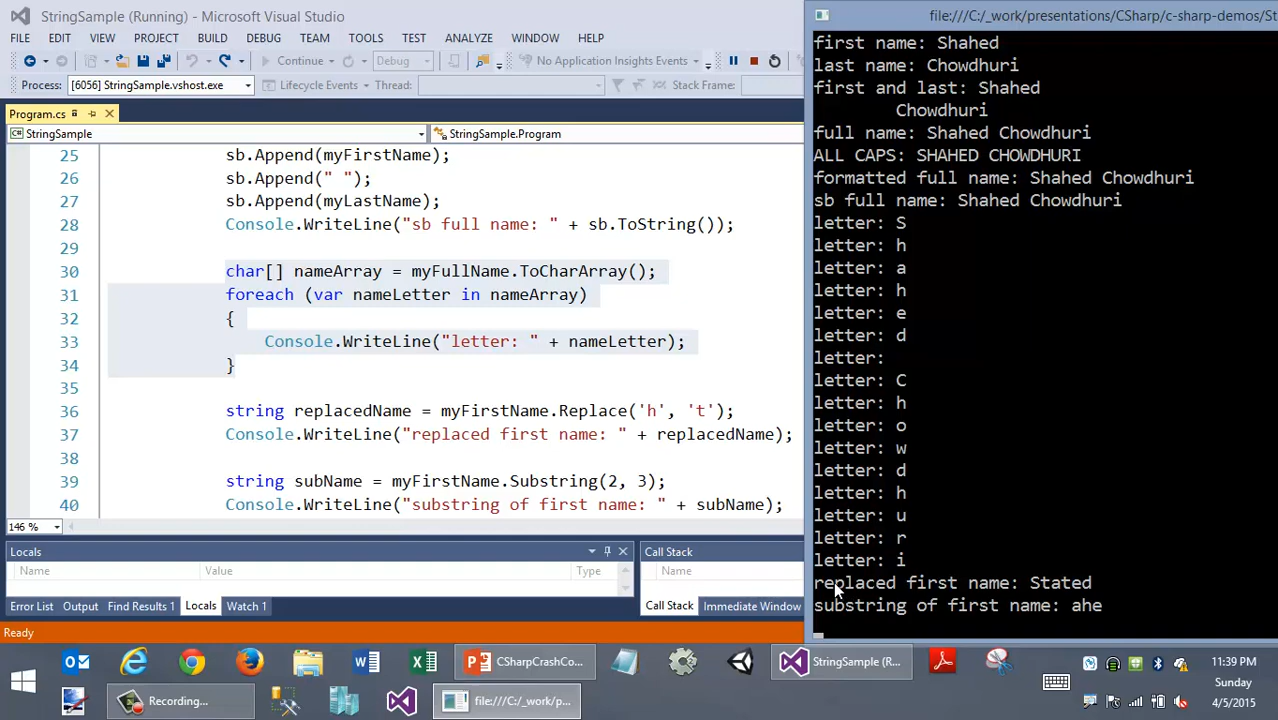 StringSample (Running) - Microsoft Visual Studio
FILE EDIT VIEW PROJECT BUILD DEBUG TEAM TOOLS TEST ANALYZE WINDOW HELP
Continue Debug No Application Insights Events
Process: [6056] StringSample.vshost.exe Lifecycle Events Thread: Stack Frame:
Program.cs
StringSample StringSample.Program
25 sb.Append(myFirstName);
26 sb.Append(" ");
27 sb.Append(myLastName);
28 Console.WriteLine("sb full name: " + sb.ToString());
29
30 char[] nameArray = myFullName.ToCharArray();
31 foreach (var nameLetter in nameArray)
32 {
33 Console.WriteLine("letter: " + nameLetter);
34 }
35
36 string replacedName = myFirstName.Replace('h', 't');
37 Console.WriteLine("replaced first name: " + replacedName);
38
39 string subName = myFirstName.Substring(2, 3);
40 Console.WriteLine("substring of first name: " + subName);
146 %
Locals
Name Value Type
Call Stack
Name
Error List Output Find Results 1 Locals Watch 1
Call Stack Immediate Window
Ready
file:///C:/_work/presentations/CSharp/c-sharp-demos/St
first name: Shahed
last name: Chowdhuri
first and last: Shahed
Chowdhuri
full name: Shahed Chowdhuri
ALL CAPS: SHAHED CHOWDHURI
formatted full name: Shahed Chowdhuri
sb full name: Shahed Chowdhuri
letter: S
letter: h
letter: a
letter: h
letter: e
letter: d
letter:
letter: C
letter: h
letter: o
letter: w
letter: d
letter: h
letter: u
letter: r
letter: i
replaced first name: Stated
substring of first name: ahe
CSharpCrashCo...
StringSample (R...
Recording...
file:///C:/_work/p...
11:39 PM
Sunday
4/5/2015